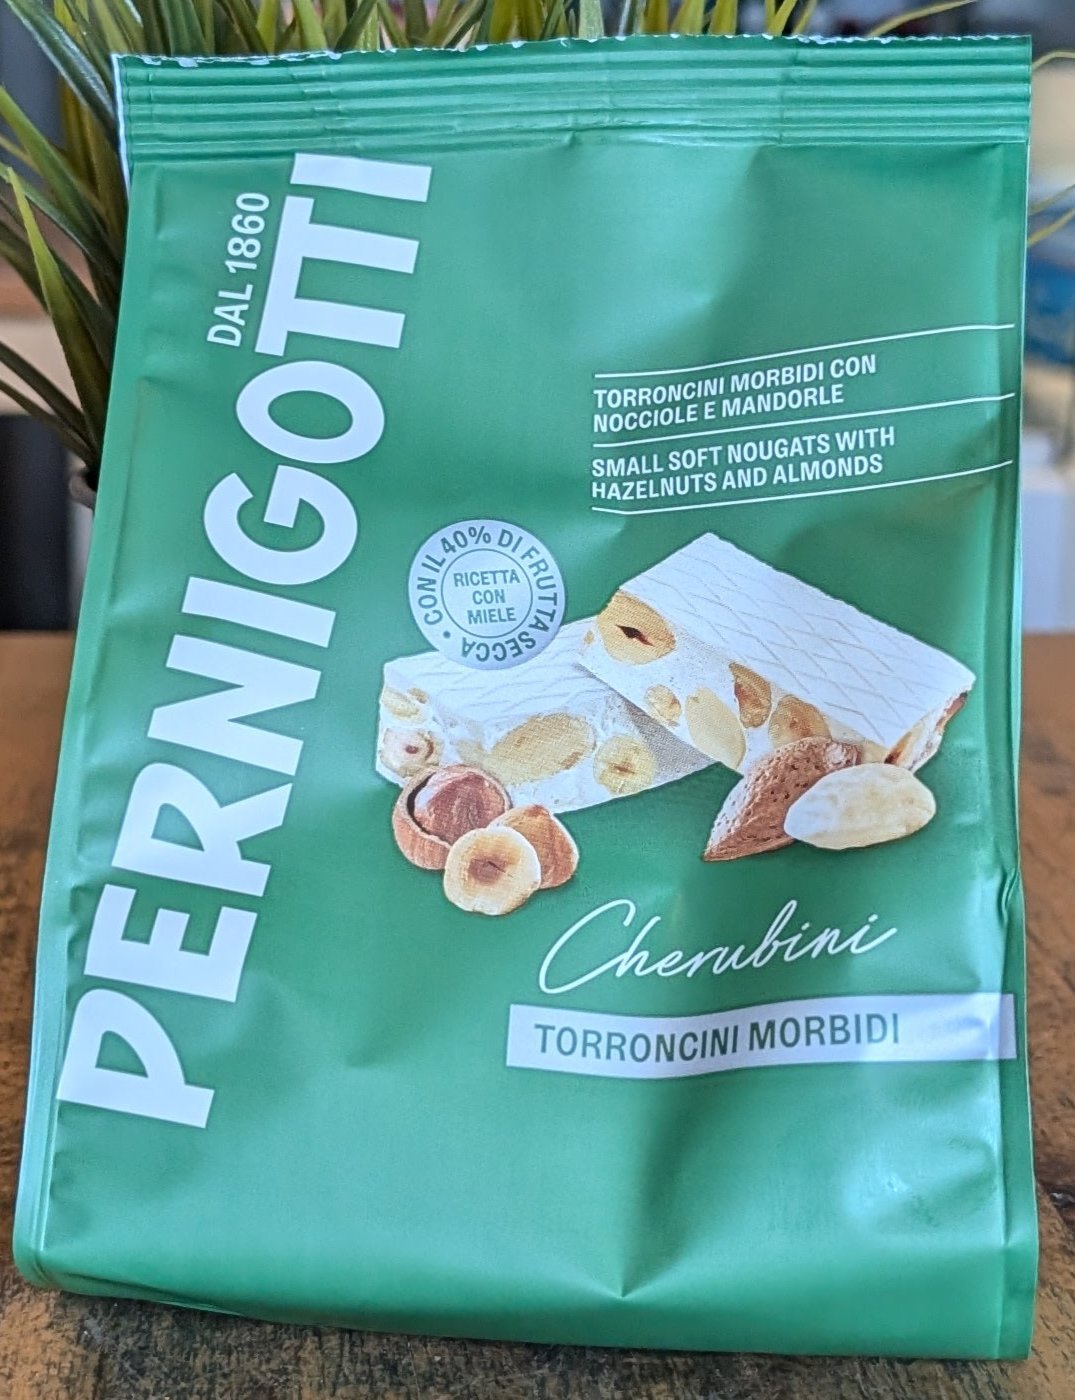 PERNIGOTTI
DAL 1860
TORRONCINI MORBIDI CON
NOCCIOLE E MANDORLE
SMALL SOFT NOUGATS WITH
HAZELNUTS AND ALMONDS
CON IL 40% DI FRUTTA SECCA •
RICETTA
CON
MIELE
Cherubini
TORRONCINI MORBIDI